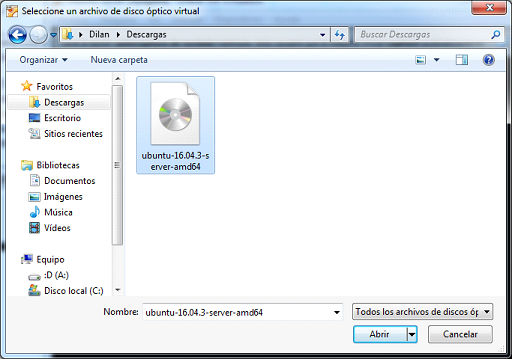 Seleccione un archivo de disco óptico virtual
Dilan Descargas
Buscar Descargas
Organizar
Nueva carpeta
Favoritos
Descargas
Escritorio
Sitios recientes
Bibliotecas
Documentos
Imágenes
Música
Vídeos
Equipo
:D (A:)
Disco local (C:)
ubuntu-16.04.3-s
erver-amd64
Nombre:
ubuntu-16.04.3-server-amd64
Todos los archivos de discos óp
Abrir
Cancelar